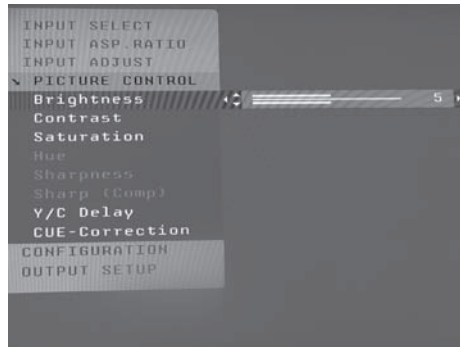 INPUT SELECT
INPUT ASP.RATIO
INPUT ADJUST
PICTURE CONTROL
Brightness 5
Contrast
Saturation
Hue
Sharpness
Sharp (Comp)
Y/C Delay
CUE-Correction
CONFIGURATION
OUTPUT SETUP